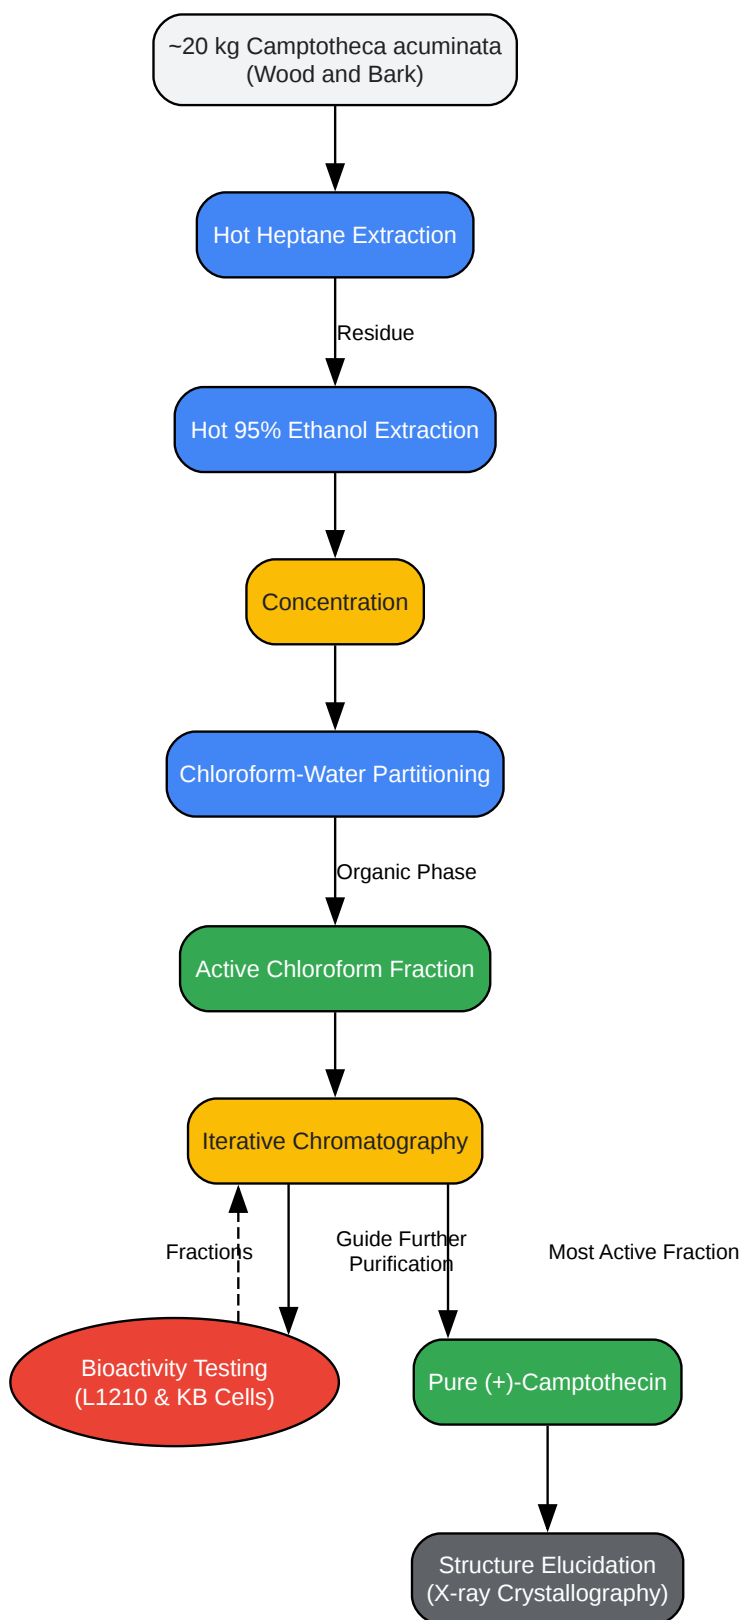 ~20 kg Camptotheca acuminata
(Wood and Bark)
Hot Heptane Extraction
Residue
Hot 95% Ethanol Extraction
Concentration
Chloroform-Water Partitioning
Organic Phase
Active Chloroform Fraction
Iterative Chromatography
Fractions
Guide Further
Purification
Most Active Fraction
Bioactivity Testing
(L1210 & KB Cells)
Pure (+)-Camptothecin
Structure Elucidation
(X-ray Crystallography)